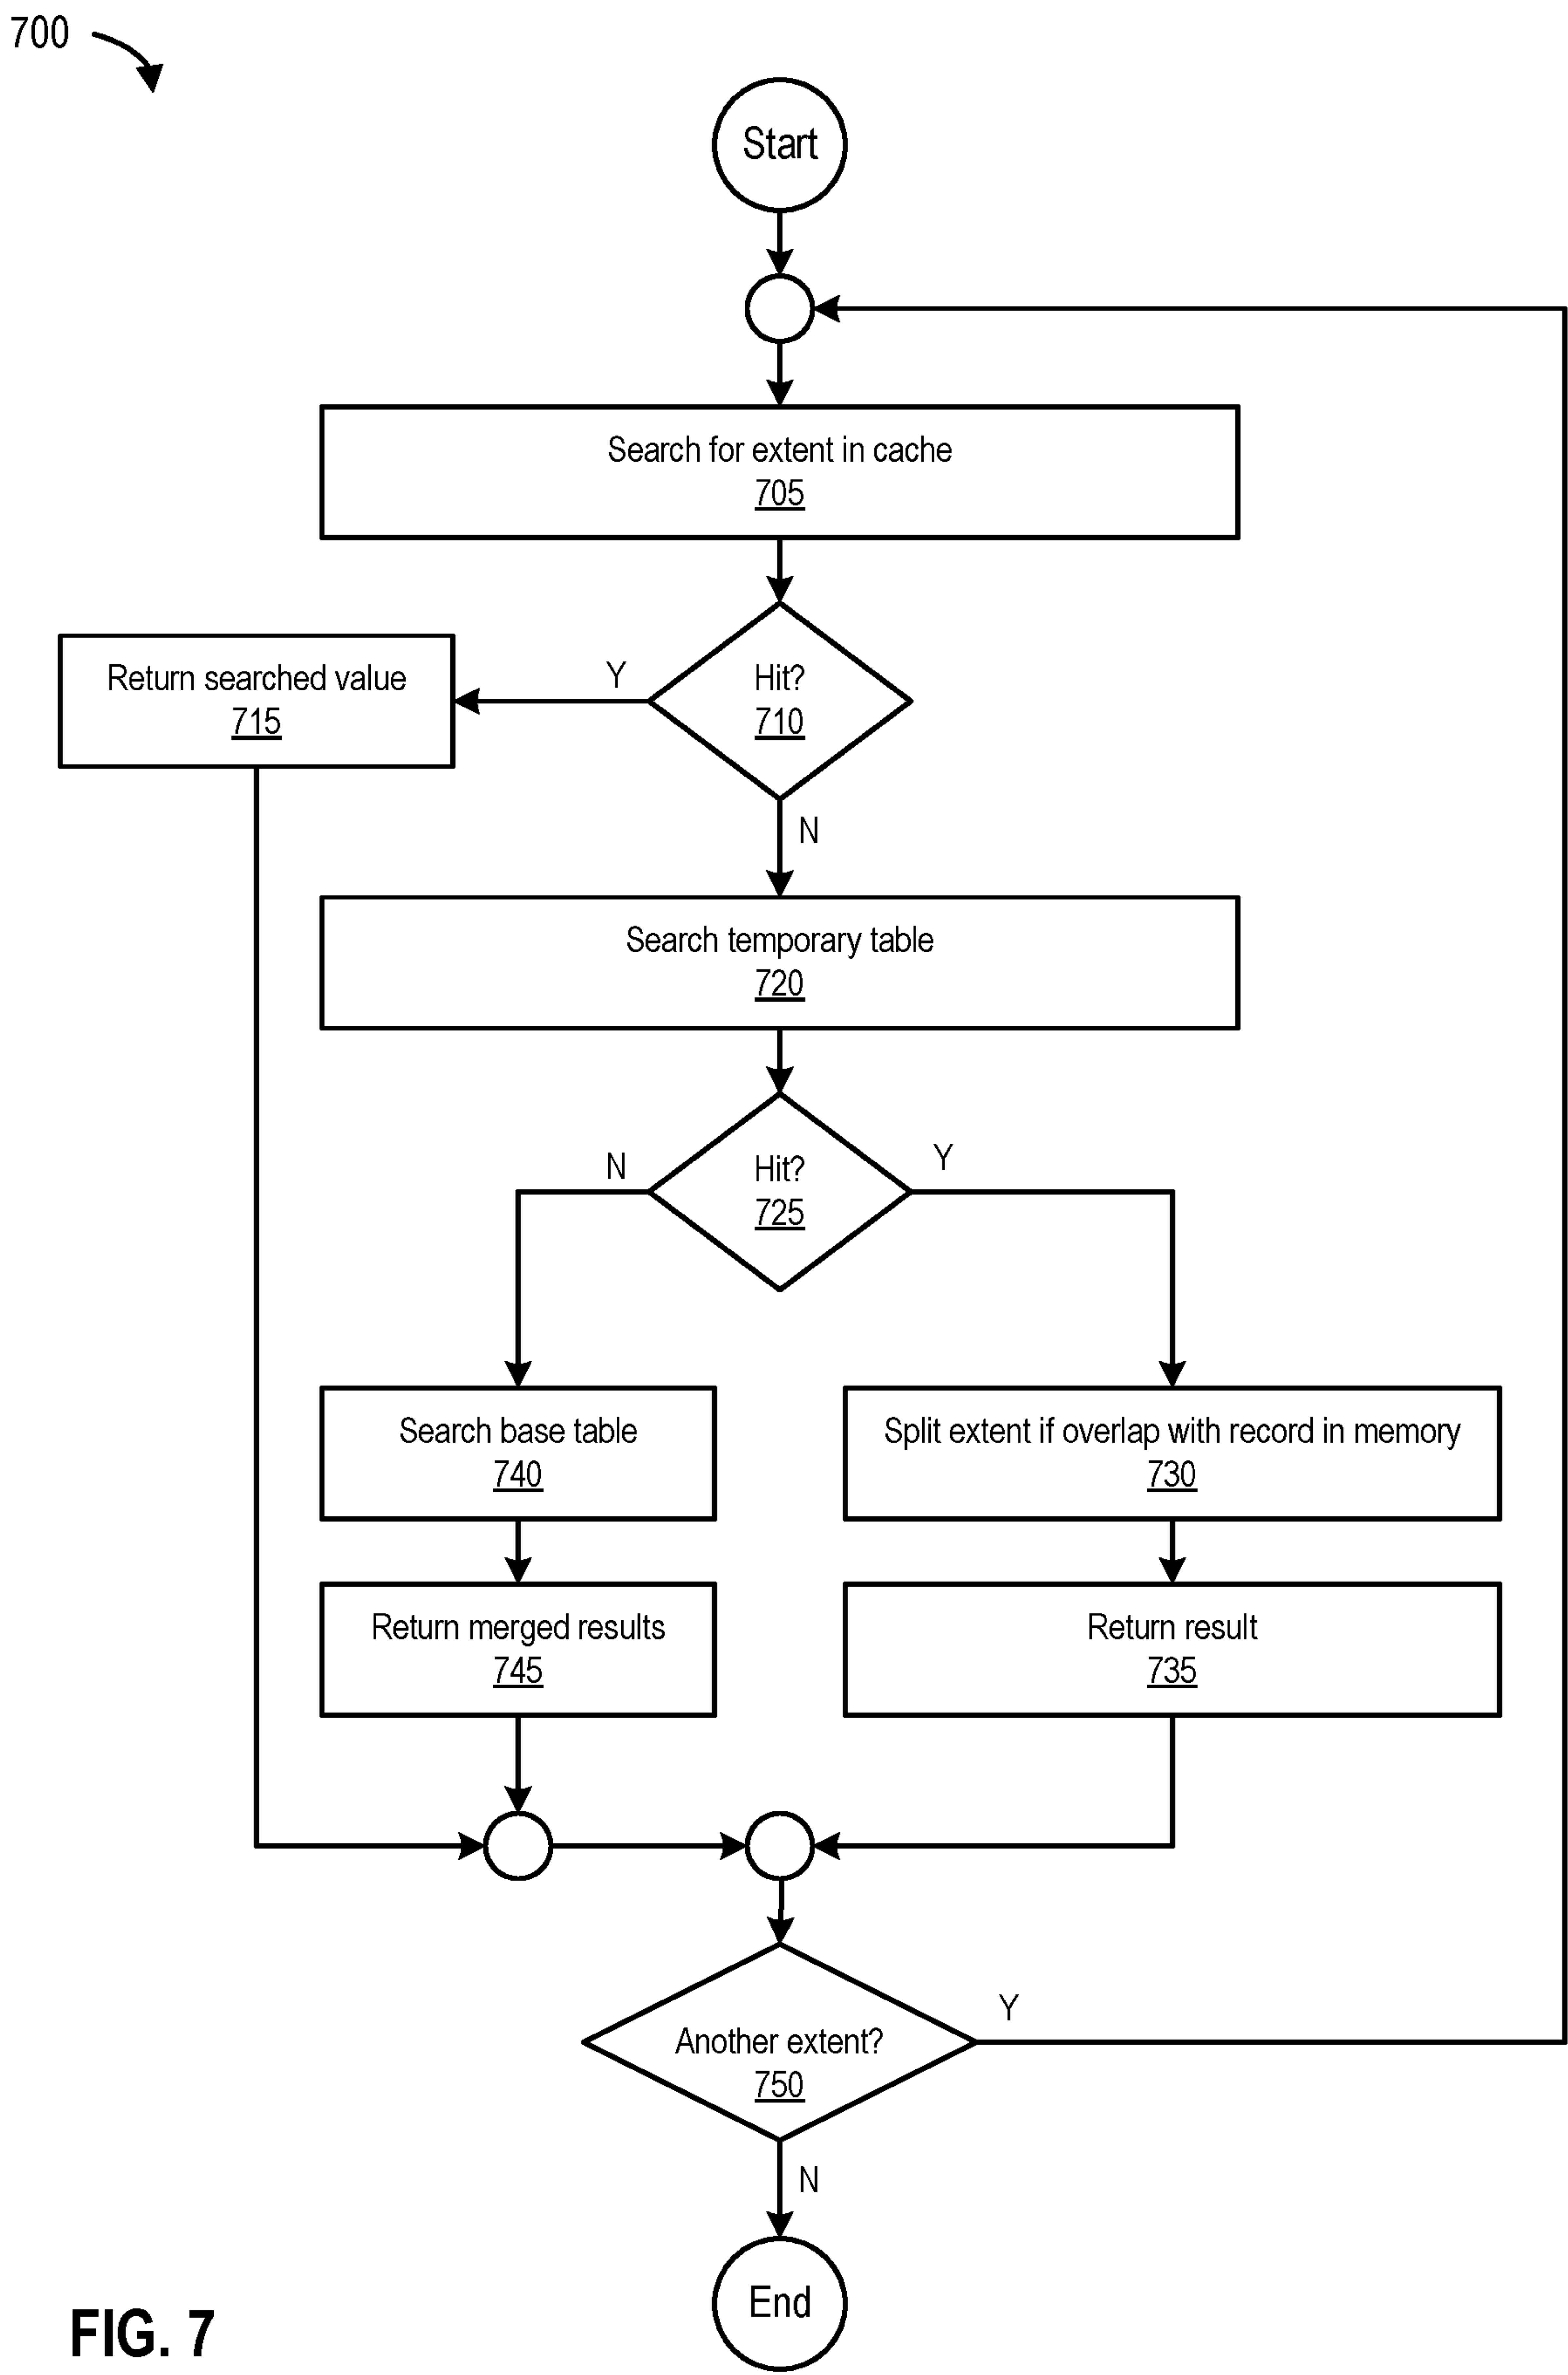 700
Start
Search for extent in cache
705
Return searched value
715
Y
Hit?
710
N
Search temporary table
720
N
Hit?
725
Y
Search base table
740
Split extent if overlap with record in memory
730
Return merged results
745
Return result
735
Another extent?
750
Y
N
End
FIG. 7